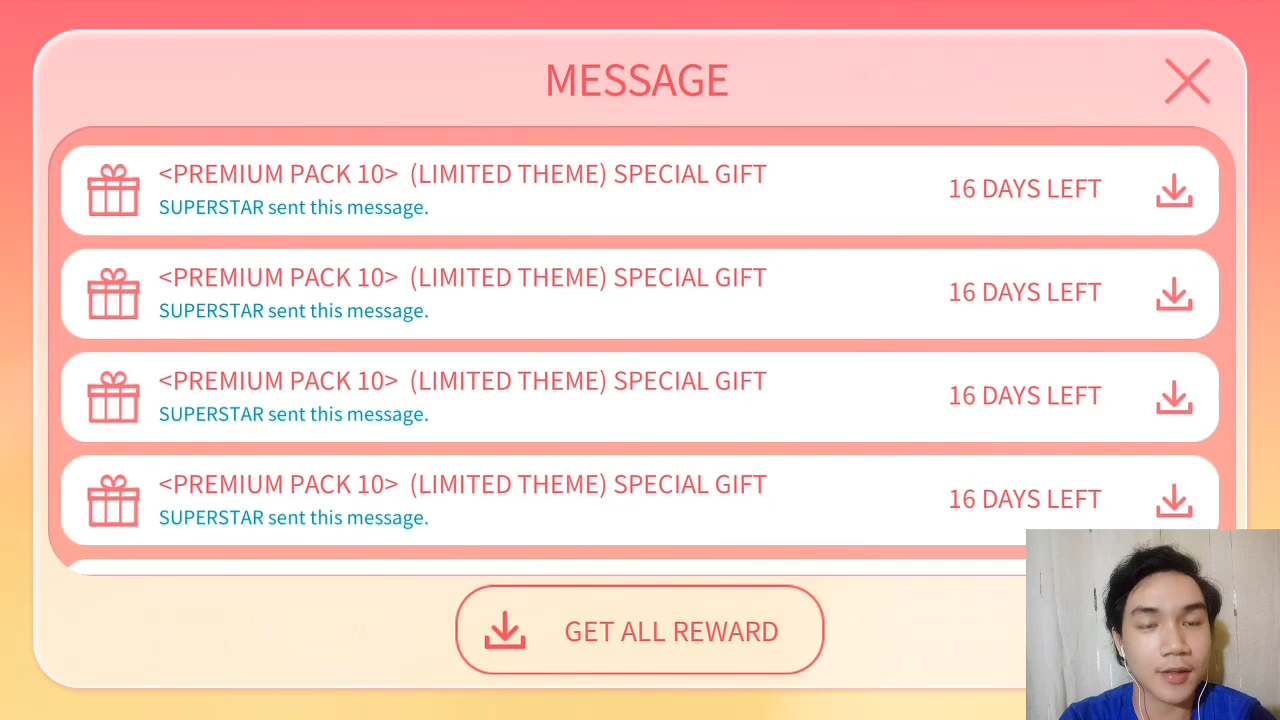 MESSAGE
<PREMIUM PACK 10> (LIMITED THEME) SPECIAL GIFT
SUPERSTAR sent this message.
16 DAYS LEFT
<PREMIUM PACK 10> (LIMITED THEME) SPECIAL GIFT
SUPERSTAR sent this message.
16 DAYS LEFT
<PREMIUM PACK 10> (LIMITED THEME) SPECIAL GIFT
SUPERSTAR sent this message.
16 DAYS LEFT
<PREMIUM PACK 10> (LIMITED THEME) SPECIAL GIFT
SUPERSTAR sent this message.
16 DAYS LEFT
GET ALL REWARD